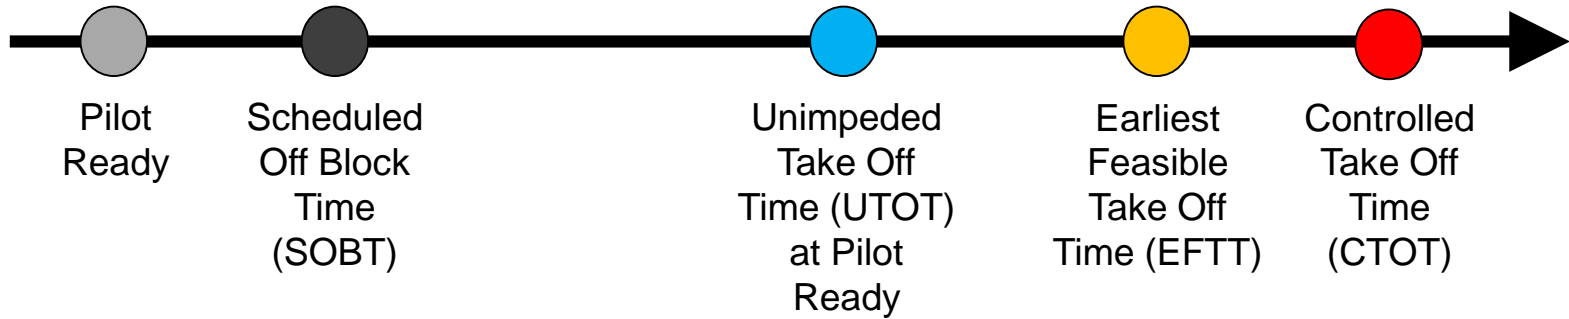 Pilot
Ready
Scheduled
Off Block
Time
(SOBT)
Unimpeded
Take Off
Time (UTOT)
at Pilot
Ready
Earliest
Feasible
Take Off
Time (EFTT)
Controlled
Take Off
Time
(CTOT)